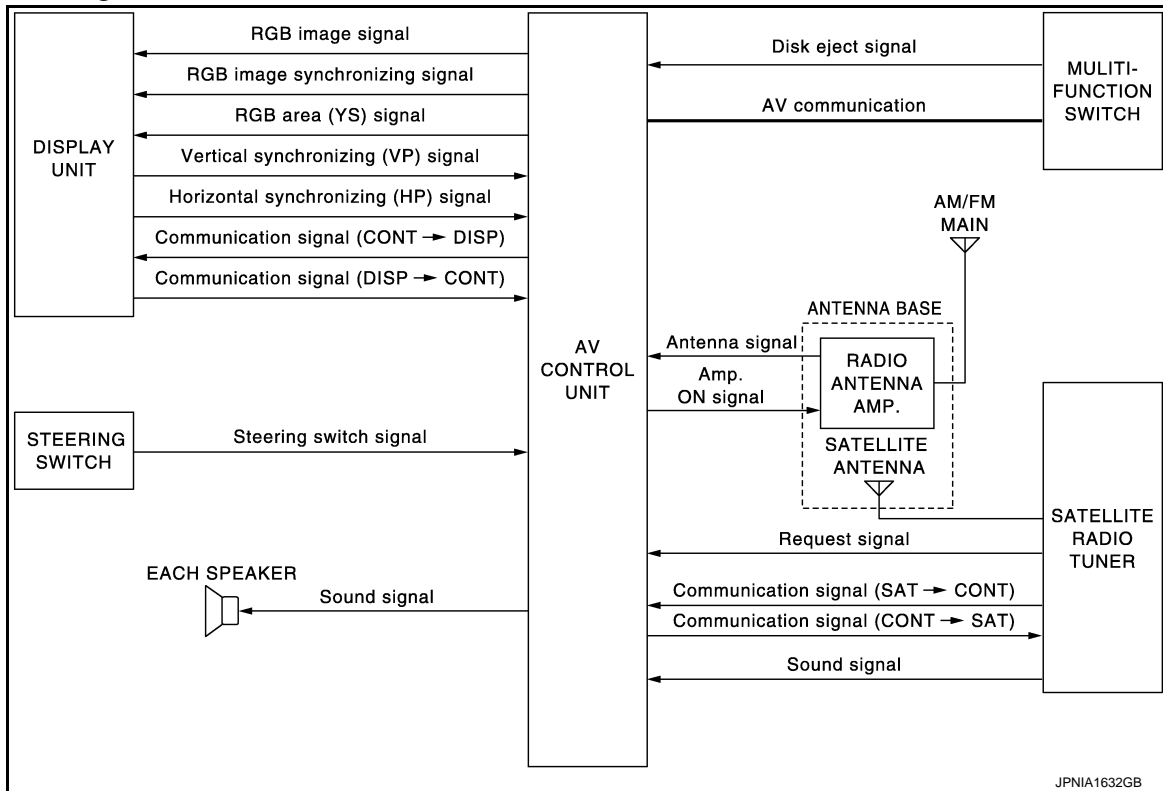 RGB image signal
RGB image synchronizing signal
RGB area (YS) signal
Vertical synchronizing (VP) signal
Horizontal synchronizing (HP) signal
Communication signal (CONT → DISP)
Communication signal (DISP → CONT)
DISPLAY
UNIT
STEERING
SWITCH
Steering switch signal
EACH SPEAKER
Sound signal
AV
CONTROL
UNIT
Disk eject signal
AV communication
MULITI-
FUNCTION
SWITCH
AM/FM
MAIN
ANTENNA BASE
Antenna signal
Amp.
ON signal
RADIO
ANTENNA
AMP.
SATELLITE
ANTENNA
Request signal
Communication signal (SAT → CONT)
Communication signal (CONT → SAT)
Sound signal
SATELLITE
RADIO
TUNER
JPNIA1632GB